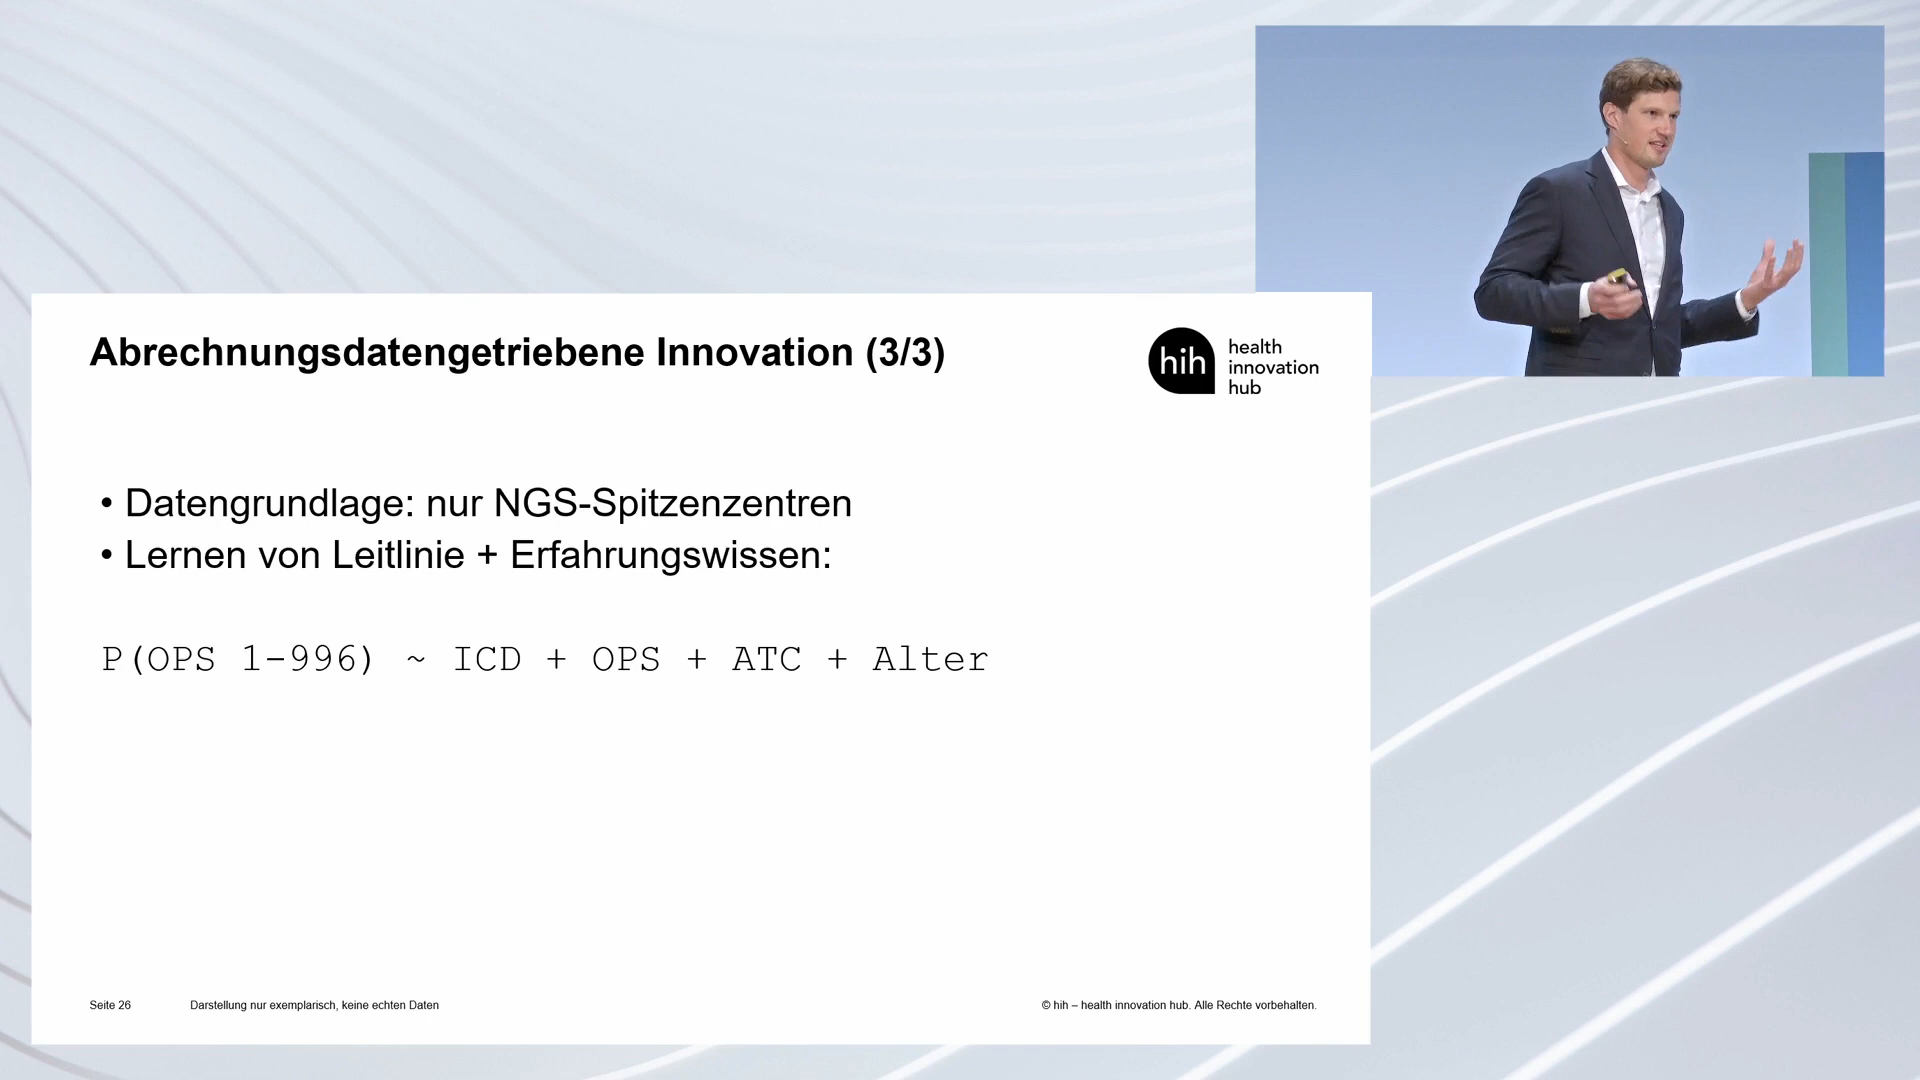 Abrechnungsdatengetriebene Innovation (3/3)
hih
health
innovation
hub
• Datengrundlage: nur NGS-Spitzenzentren
• Lernen von Leitlinie + Erfahrungswissen:
P(OPS 1-996) ~ ICD + OPS + ATC + Alter
Seite 26
Darstellung nur exemplarisch, keine echten Daten
© hih – health innovation hub. Alle Rechte vorbehalten.